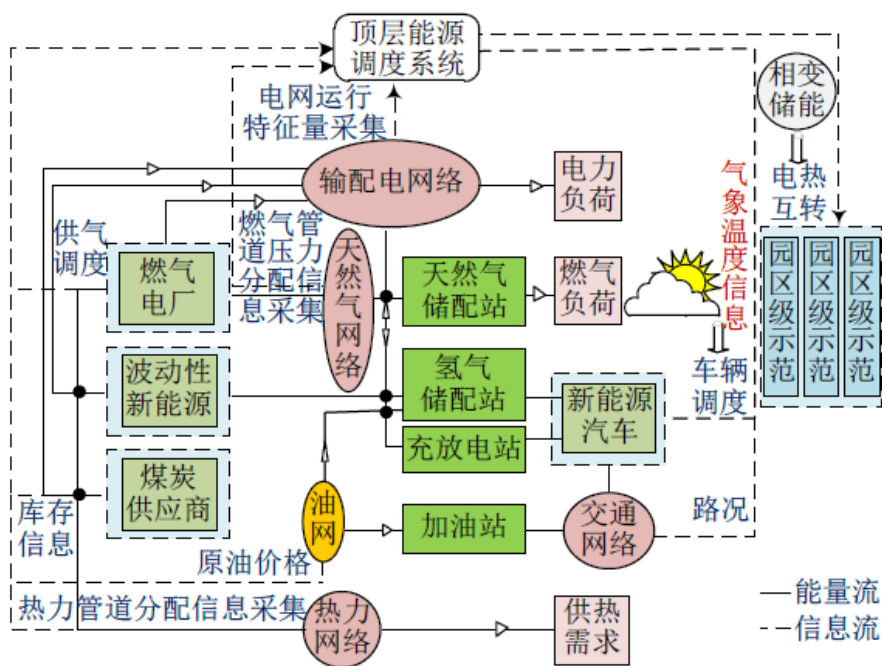 顶层能源
调度系统
相变
储能
电网运行
特征量采集
输配电网络
电力
负荷
电热
互转
气象温度信息
供气
调度
燃气管
道压力
分配信
息采集
天然气网络
燃气
电厂
天然气
储配站
燃气
负荷
园区级示范
园区级示范
园区级示范
波动性
新能源
氢气
储配站
新能源
汽车
车辆
调度
充放电站
煤炭
供应商
库存
信息
油网
加油站
交通
网络
路况
原油价格
热力管道分配信息采集
热力
网络
供热
需求
能量流
信息流